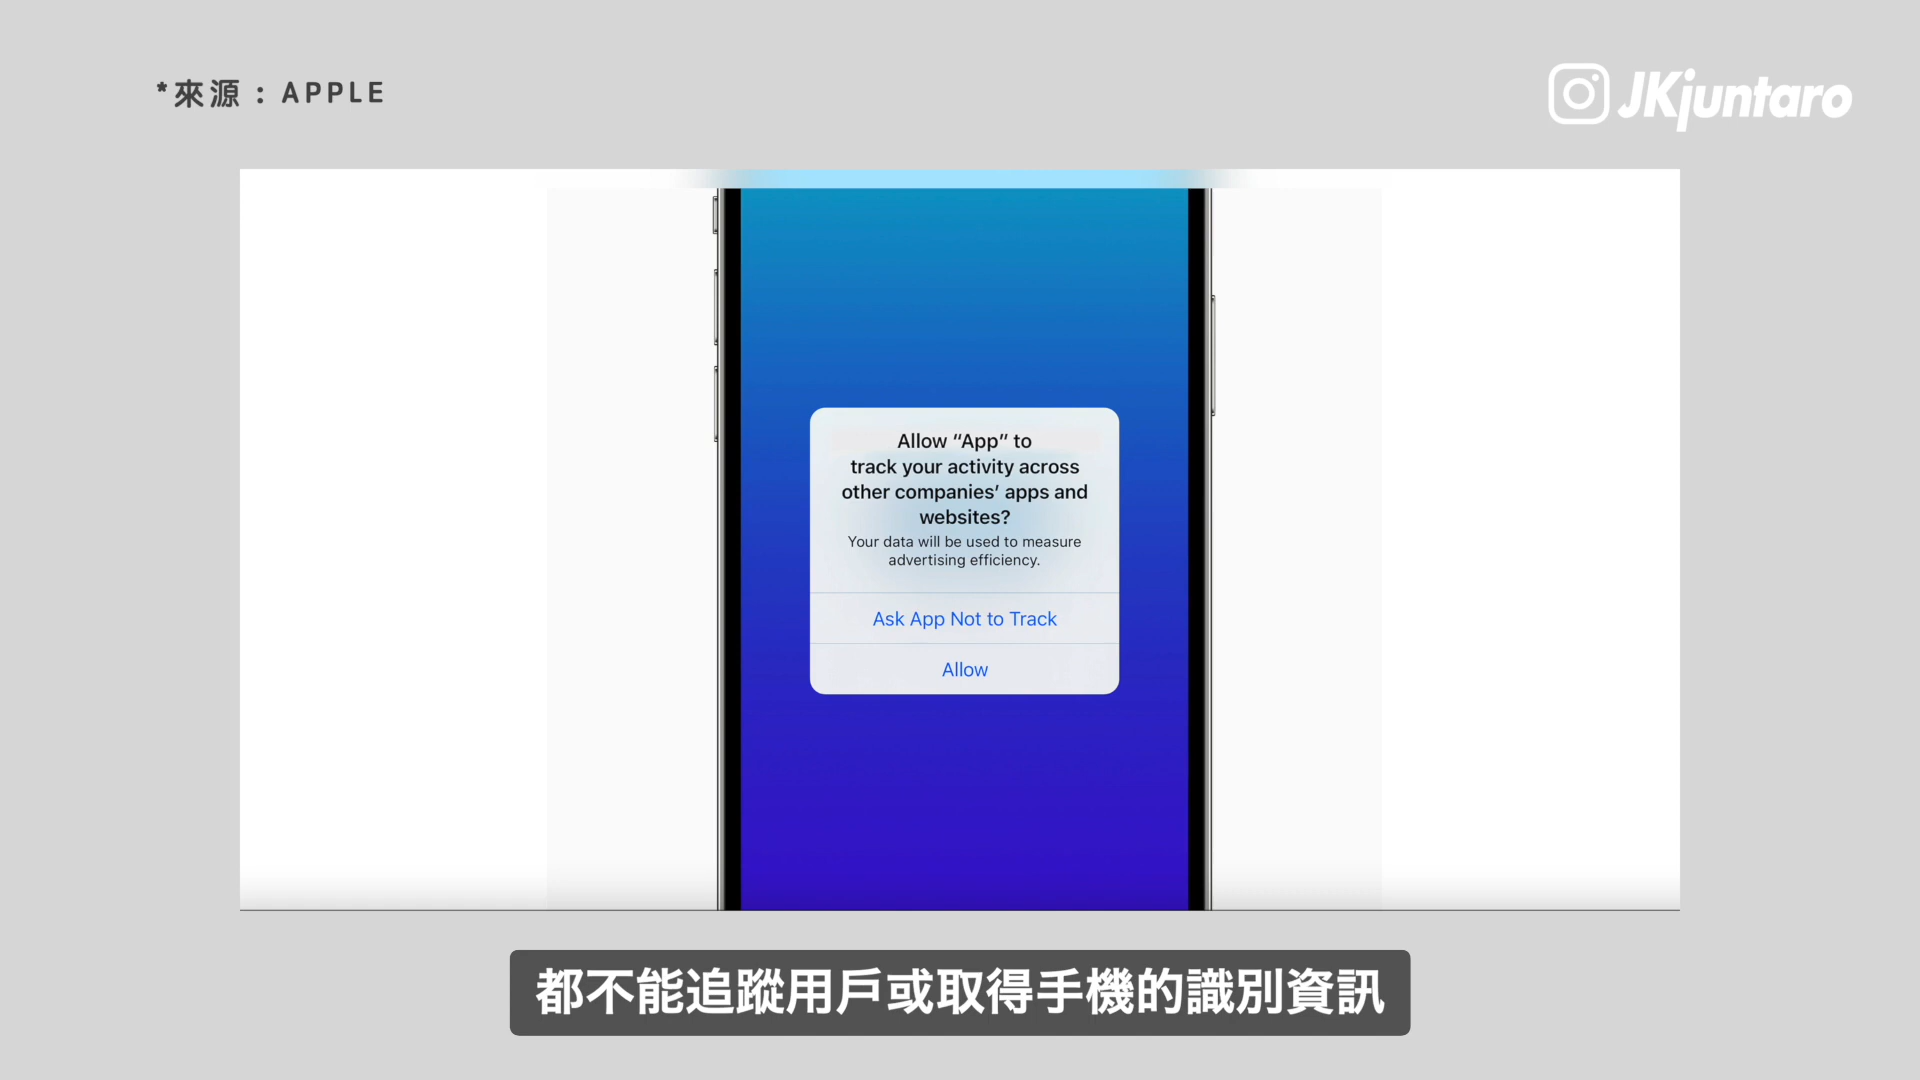 *來源：APPLE
JKjuntaro
Allow “App” to
track your activity across
other companies’ apps and
websites?
Your data will be used to measure
advertising efficiency.
Ask App Not to Track
Allow
都不能追蹤用戶或取得手機的識別資訊